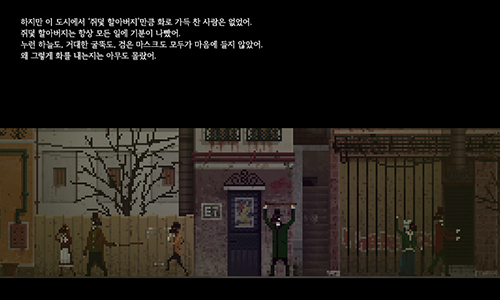 하지만 이 도시에서 '쥐덫 할아버지'만큼 화로 가득 찬 사람은 없었어.
쥐덫 할아버지는 항상 모든 일에 기분이 나빴어.
누런 하늘도, 거대한 굴뚝도, 검은 마스크도 모두가 마음에 들지 않았어.
왜 그렇게 화를 내는지는 아무도 몰랐어.